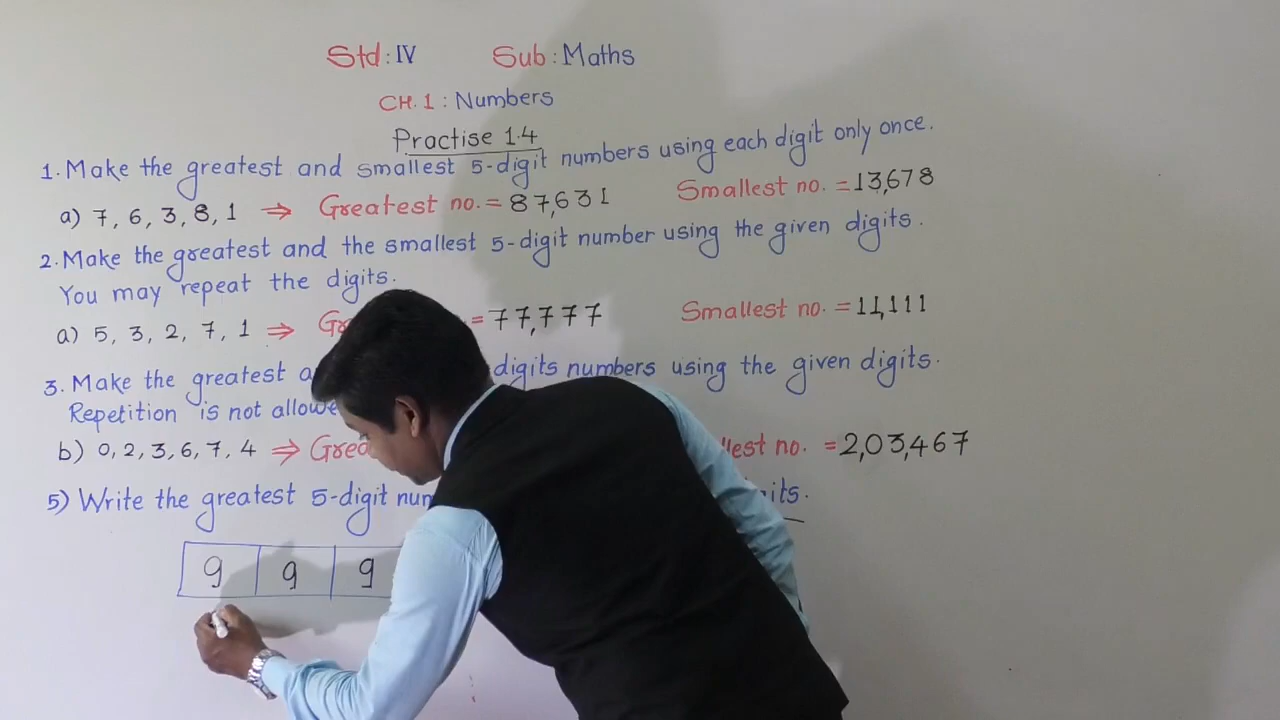 Std : IV Sub : Maths
CH. 1 : Numbers
Practise 1.4
1. Make the greatest and smallest 5-digit numbers using each digit only once.
a) 7, 6, 3, 8, 1 ⇒ Greatest no. = 87,631 Smallest no. = 13,678
2. Make the greatest and the smallest 5-digit number using the given digits.
You may repeat the digits.
a) 5, 3, 2, 7, 1 ⇒ = 77,777 Smallest no. = 11,111
3. Make the greatest digits numbers using the given digits.
Repetition is not
b) 0, 2, 3, 6, 7, 4 ⇒ no. = 2,03,467
5) Write the greatest 5-digit
9 9 9